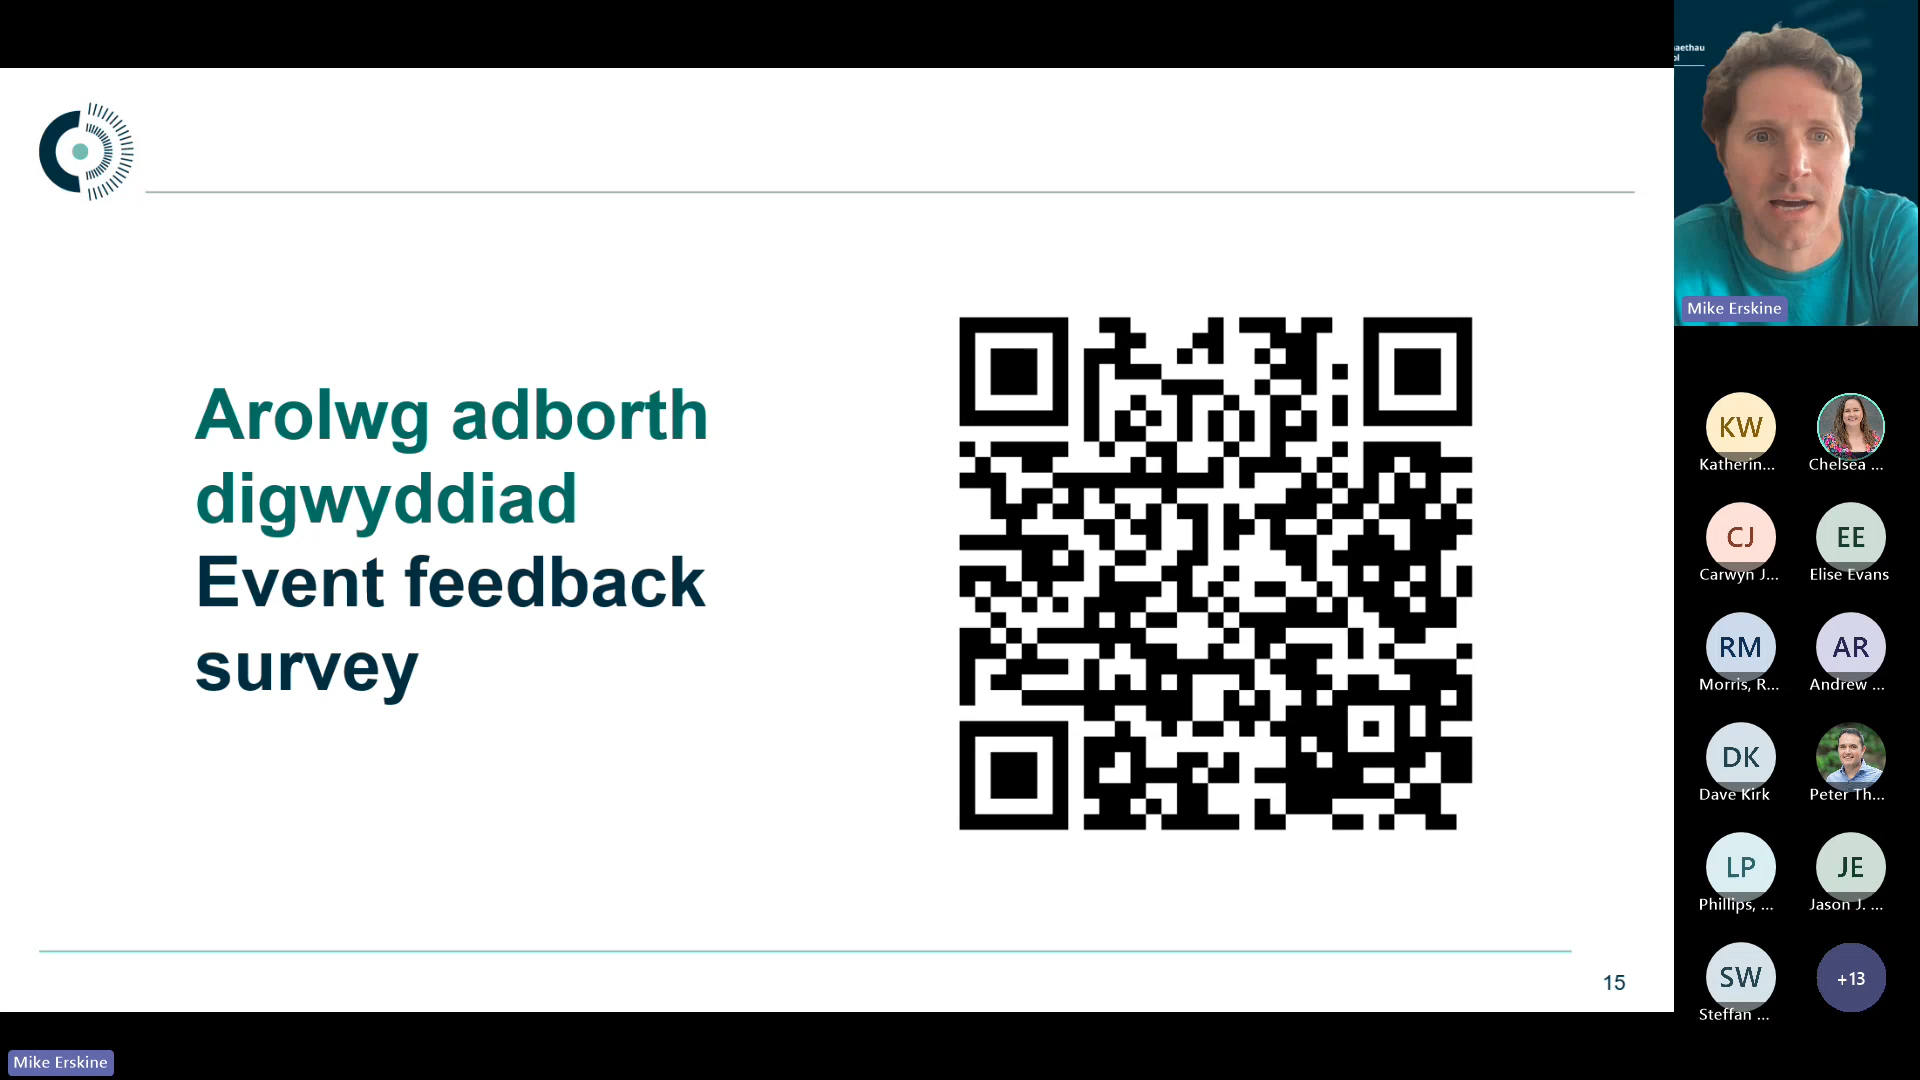 Arolwg adborth
digwyddiad
Event feedback
survey
15
Mike Erskine
aethau
Mike Erskine
KW
Katherin...
Chelsea ...
CJ
Carwyn J...
EE
Elise Evans
RM
Morris, R...
AR
Andrew ...
DK
Dave Kirk
Peter Th...
LP
Phillips, ...
JE
Jason J. ...
SW
Steffan ...
+13